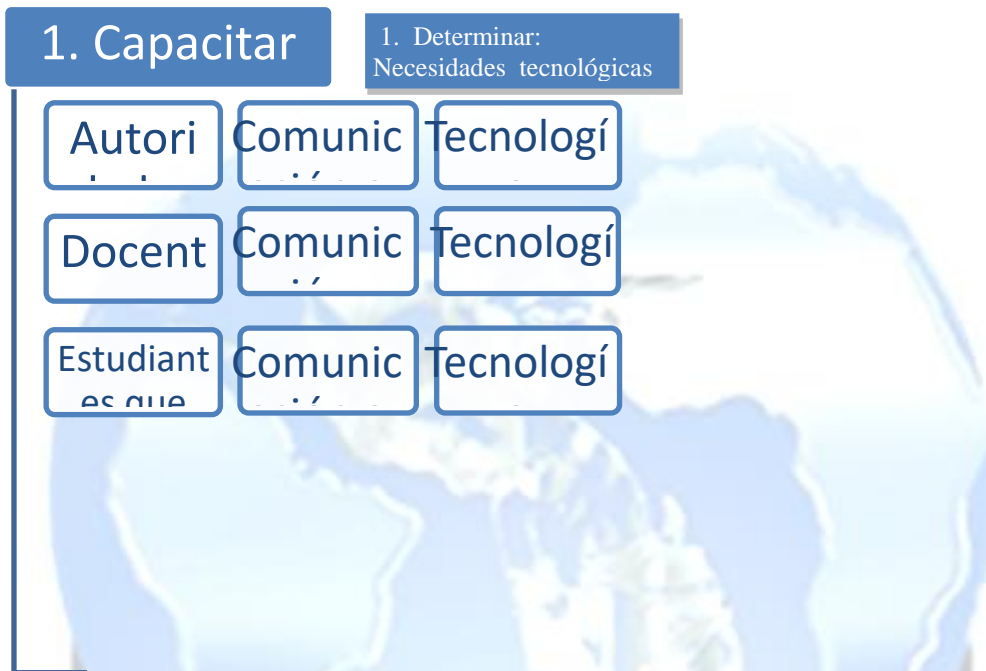 1. Capacitar
1. Determinar:
Necesidades tecnológicas
Autori
Comunic
Tecnologí
Docent
Comunic
Tecnologí
Estudiant
es que
Comunic
Tecnologí